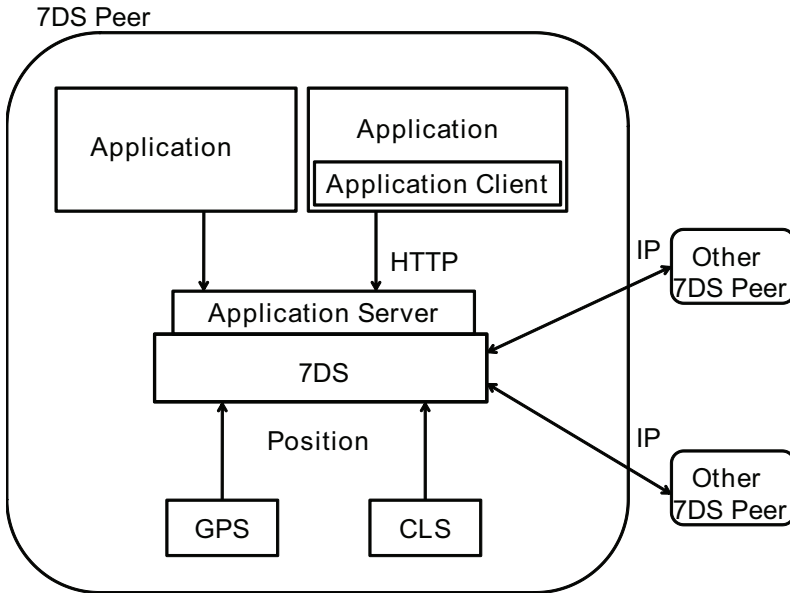 7DS Peer
Application
Application
Application Client
HTTP
Application Server
7DS
Position
GPS
CLS
IP
Other
7DS Peer
IP
Other
7DS Peer